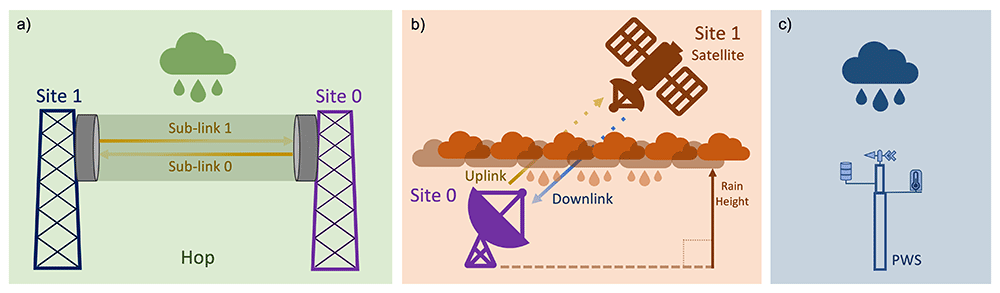 a)
Site 1
Site 0
Sub-link 1
Sub-link 0
Hop
b)
Site 1
Satellite
Uplink
Site 0
Downlink
Rain
Height
c)
PWS